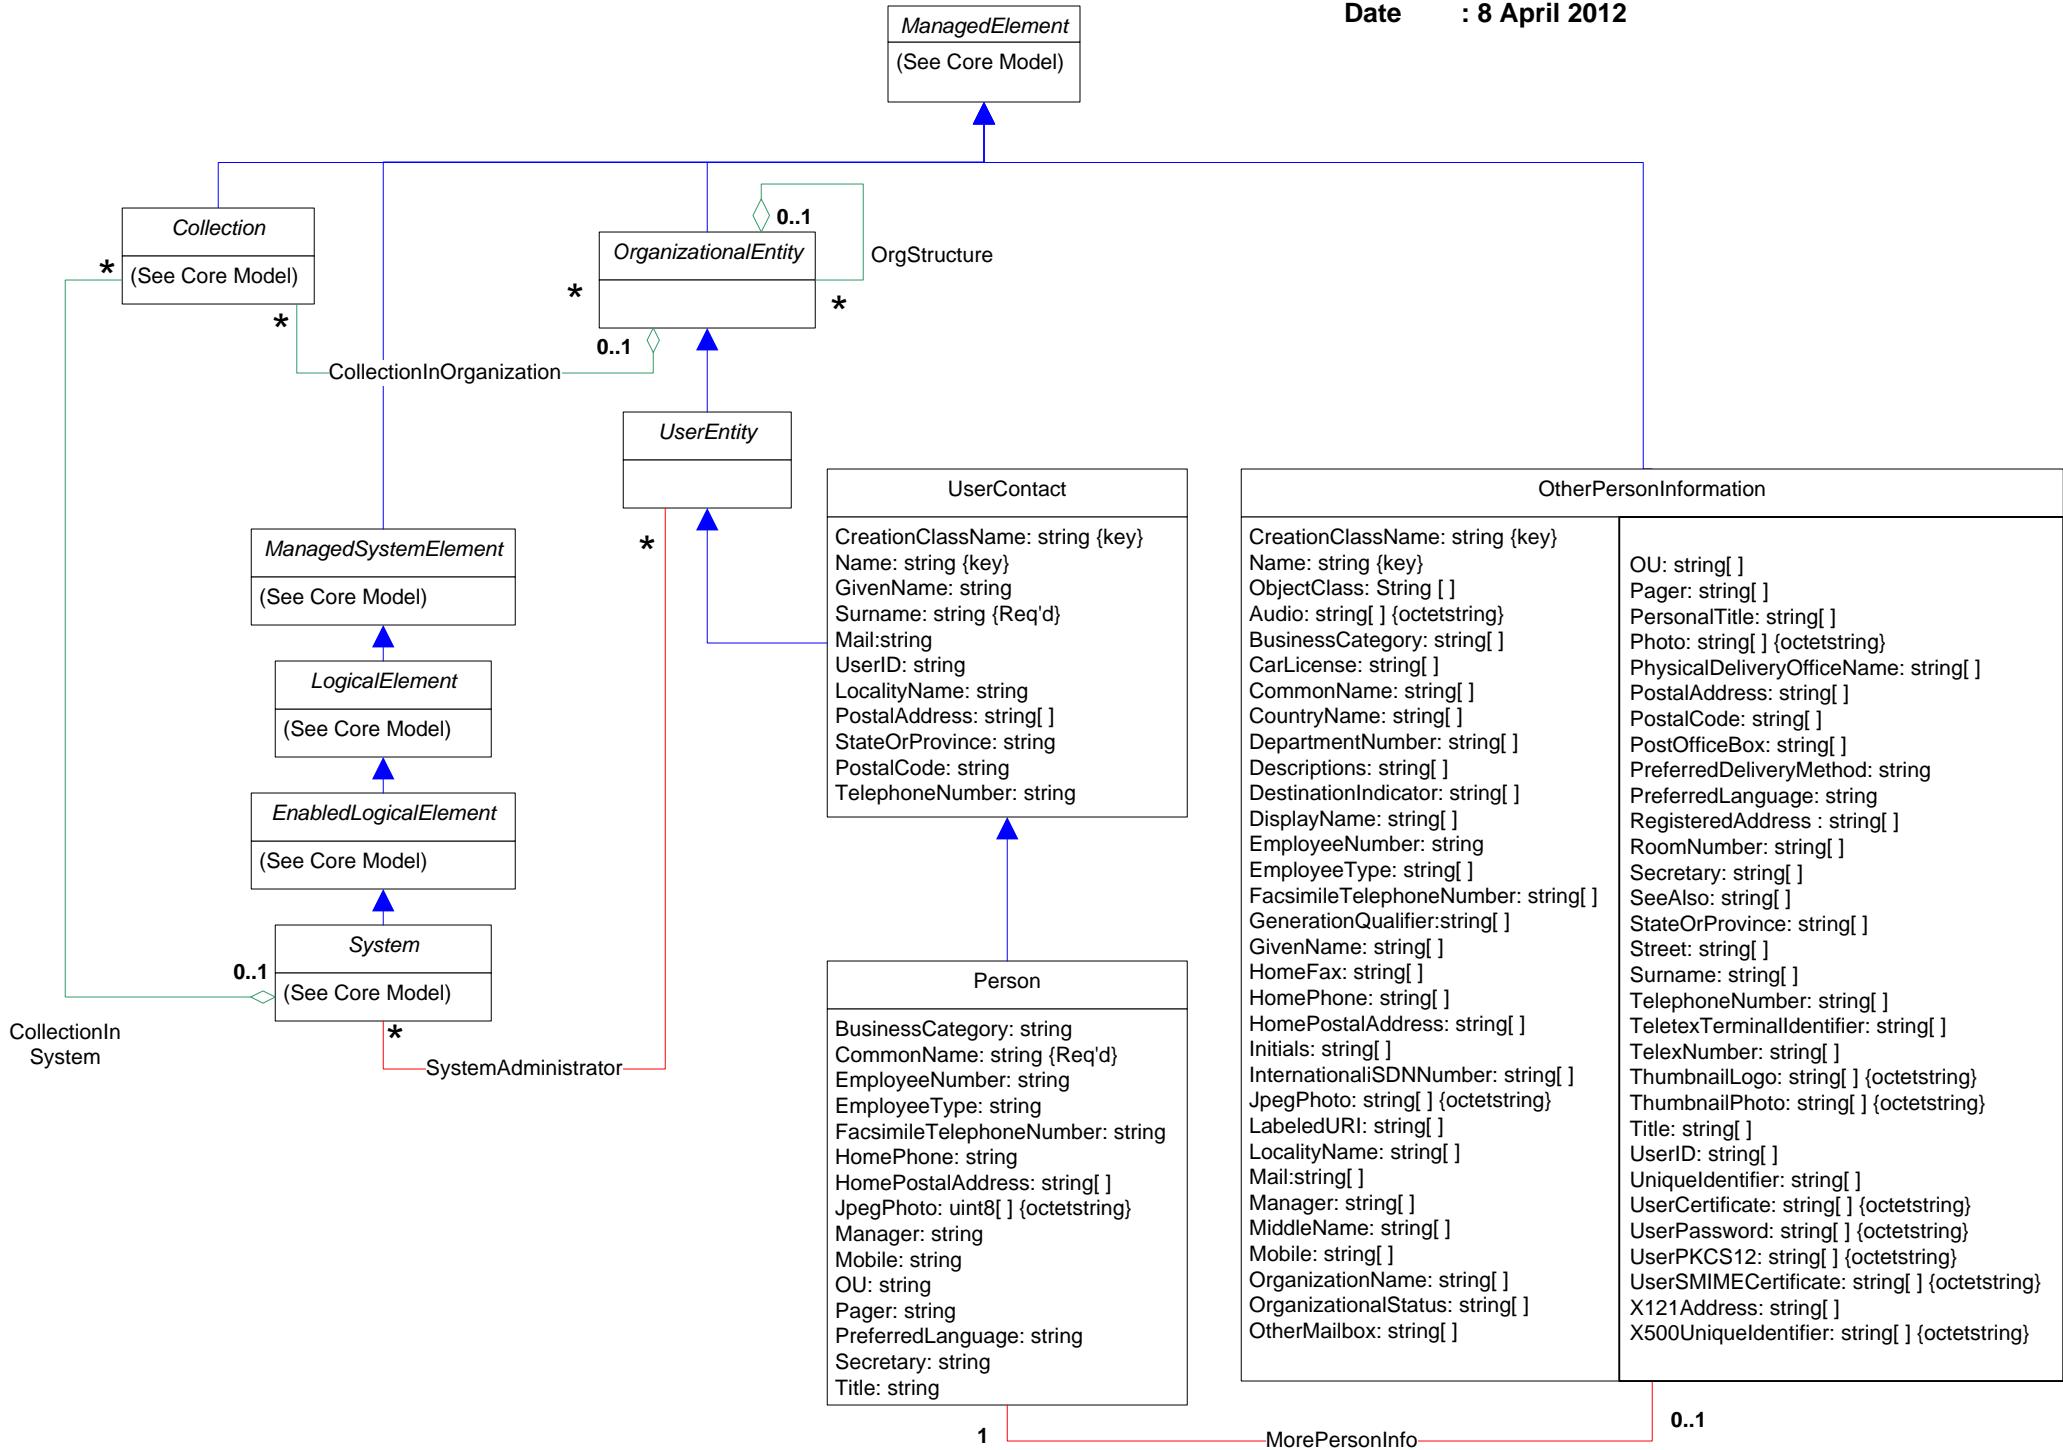 Date : 8 April 2012
ManagedElement
(See Core Model)
Collection
(See Core Model)
*
*
OrganizationalEntity
0..1
OrgStructure
*
*
0..1
CollectionInOrganization
UserEntity
*
ManagedSystemElement
(See Core Model)
LogicalElement
(See Core Model)
EnabledLogicalElement
(See Core Model)
System
(See Core Model)
0..1
*
CollectionIn
System
SystemAdministrator
UserContact
CreationClassName: string {key}
Name: string {key}
GivenName: string
Surname: string {Req'd}
Mail:string
UserID: string
LocalityName: string
PostalAddress: string[ ]
StateOrProvince: string
PostalCode: string
TelephoneNumber: string
Person
BusinessCategory: string
CommonName: string {Req'd}
EmployeeNumber: string
EmployeeType: string
FacsimileTelephoneNumber: string
HomePhone: string
HomePostalAddress: string[ ]
JpegPhoto: uint8[ ] {octetstring}
Manager: string
Mobile: string
OU: string
Pager: string
PreferredLanguage: string
Secretary: string
Title: string
OtherPersonInformation
CreationClassName: string {key}
Name: string {key}
ObjectClass: String [ ]
Audio: string[ ] {octetstring}
BusinessCategory: string[ ]
CarLicense: string[ ]
CommonName: string[ ]
CountryName: string[ ]
DepartmentNumber: string[ ]
Descriptions: string[ ]
DestinationIndicator: string[ ]
DisplayName: string[ ]
EmployeeNumber: string
EmployeeType: string[ ]
FacsimileTelephoneNumber: string[ ]
GenerationQualifier:string[ ]
GivenName: string[ ]
HomeFax: string[ ]
HomePhone: string[ ]
HomePostalAddress: string[ ]
Initials: string[ ]
InternationaliSDNNumber: string[ ]
JpegPhoto: string[ ] {octetstring}
LabeledURI: string[ ]
LocalityName: string[ ]
Mail:string[ ]
Manager: string[ ]
MiddleName: string[ ]
Mobile: string[ ]
OrganizationName: string[ ]
OrganizationalStatus: string[ ]
OtherMailbox: string[ ]
OU: string[ ]
Pager: string[ ]
PersonalTitle: string[ ]
Photo: string[ ] {octetstring}
PhysicalDeliveryOfficeName: string[ ]
PostalAddress: string[ ]
PostalCode: string[ ]
PostOfficeBox: string[ ]
PreferredDeliveryMethod: string
PreferredLanguage: string
RegisteredAddress : string[ ]
RoomNumber: string[ ]
Secretary: string[ ]
SeeAlso: string[ ]
StateOrProvince: string[ ]
Street: string[ ]
Surname: string[ ]
TelephoneNumber: string[ ]
TeletexTerminalIdentifier: string[ ]
TelexNumber: string[ ]
ThumbnailLogo: string[ ] {octetstring}
ThumbnailPhoto: string[ ] {octetstring}
Title: string[ ]
UserID: string[ ]
UniqueIdentifier: string[ ]
UserCertificate: string[ ] {octetstring}
UserPassword: string[ ] {octetstring}
UserPKCS12: string[ ] {octetstring}
UserSMIMECertificate: string[ ] {octetstring}
X121Address: string[ ]
X500UniqueIdentifier: string[ ] {octetstring}
1
MorePersonInfo
0..1